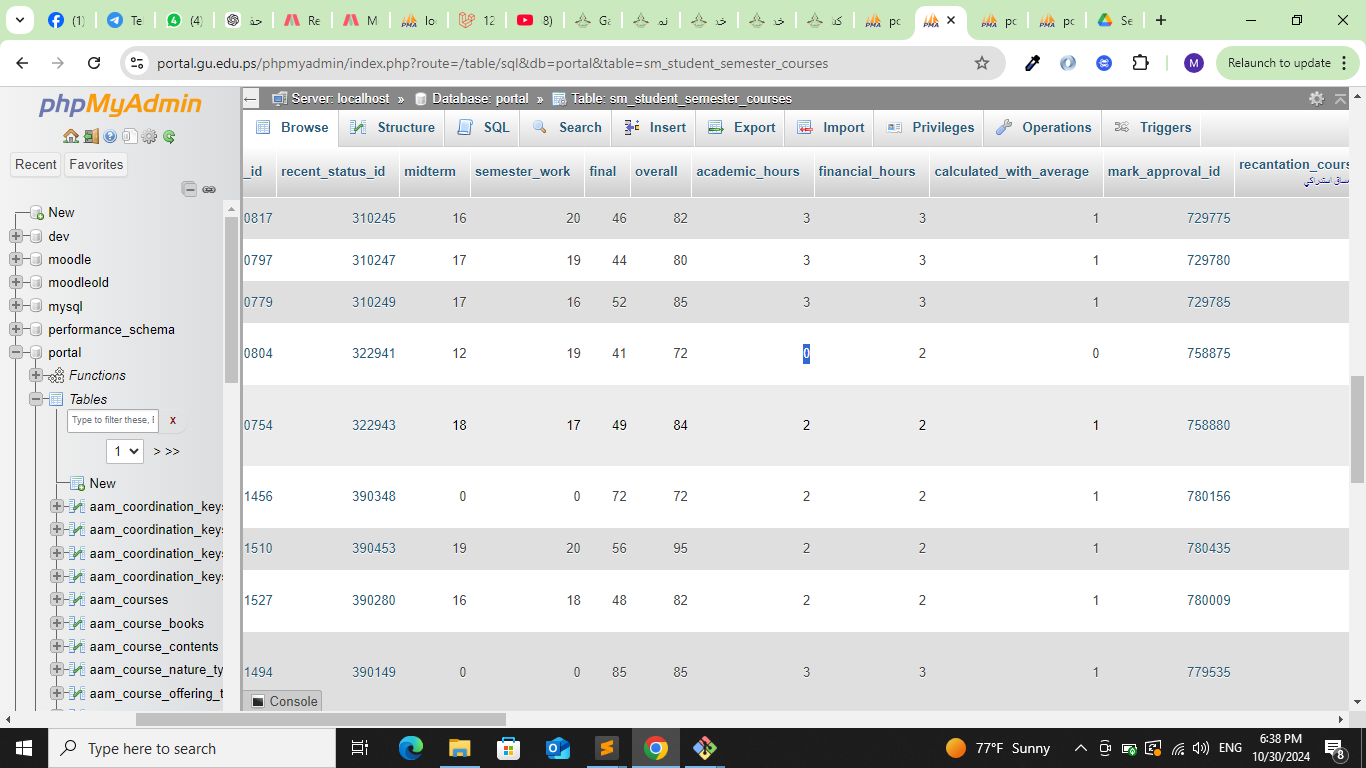 (1)
Te
(4)
حذ
Re
M
lo
12
8)
Ga
نم
خد
خد
كذ
pc
pc
pc
Se
portal.gu.edu.ps/phpmyadmin/index.php?route=/table/sql&db=portal&table=sm_student_semester_courses
M
Relaunch to update
phpMyAdmin
Recent Favorites
New
dev
moodle
moodleold
mysql
performance_schema
portal
Functions
Tables
Type to filter these, E
X
1 > >>
New
aam_coordination_keys
aam_coordination_keys
aam_coordination_keys
aam_coordination_keys
aam_courses
aam_course_books
aam_course_contents
aam_course_nature_ty
aam_course_offering_t
Server: localhost » Database: portal » Table: sm_student_semester_courses
Browse Structure SQL Search Insert Export Import Privileges Operations Triggers
_id recent_status_id midterm semester_work final overall academic_hours financial_hours calculated_with_average mark_approval_id recantation_cours
ساق استدراكي
0817 310245 16 20 46 82 3 3 1 729775
0797 310247 17 19 44 80 3 3 1 729780
0779 310249 17 16 52 85 3 3 1 729785
0804 322941 12 19 41 72 0 2 0 758875
0754 322943 18 17 49 84 2 2 1 758880
1456 390348 0 0 72 72 2 2 1 780156
1510 390453 19 20 56 95 2 2 1 780435
1527 390280 16 18 48 82 2 2 1 780009
1494 390149 0 0 85 85 3 3 1 779535
Console
Type here to search
77°F Sunny
ENG
6:38 PM
10/30/2024
8